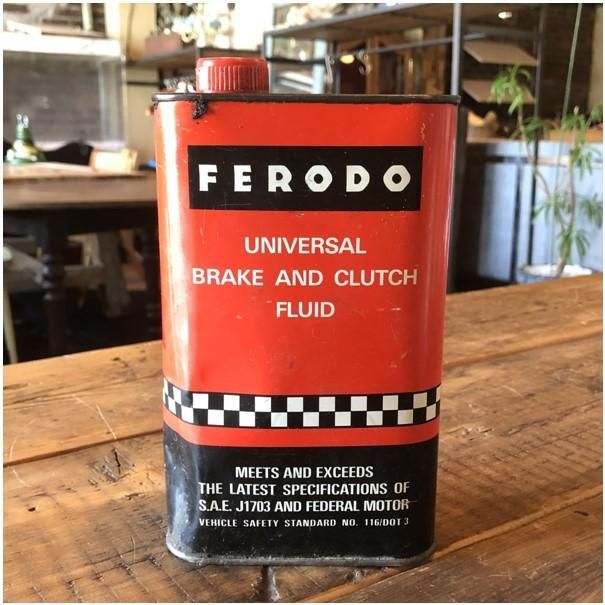 FERODO
UNIVERSAL
BRAKE AND CLUTCH
FLUID
MEETS AND EXCEEDS
THE LATEST SPECIFICATIONS OF
S.A.E. J1703 AND FEDERAL MOTOR
VEHICLE SAFETY STANDARD NO. 116/DOT 3